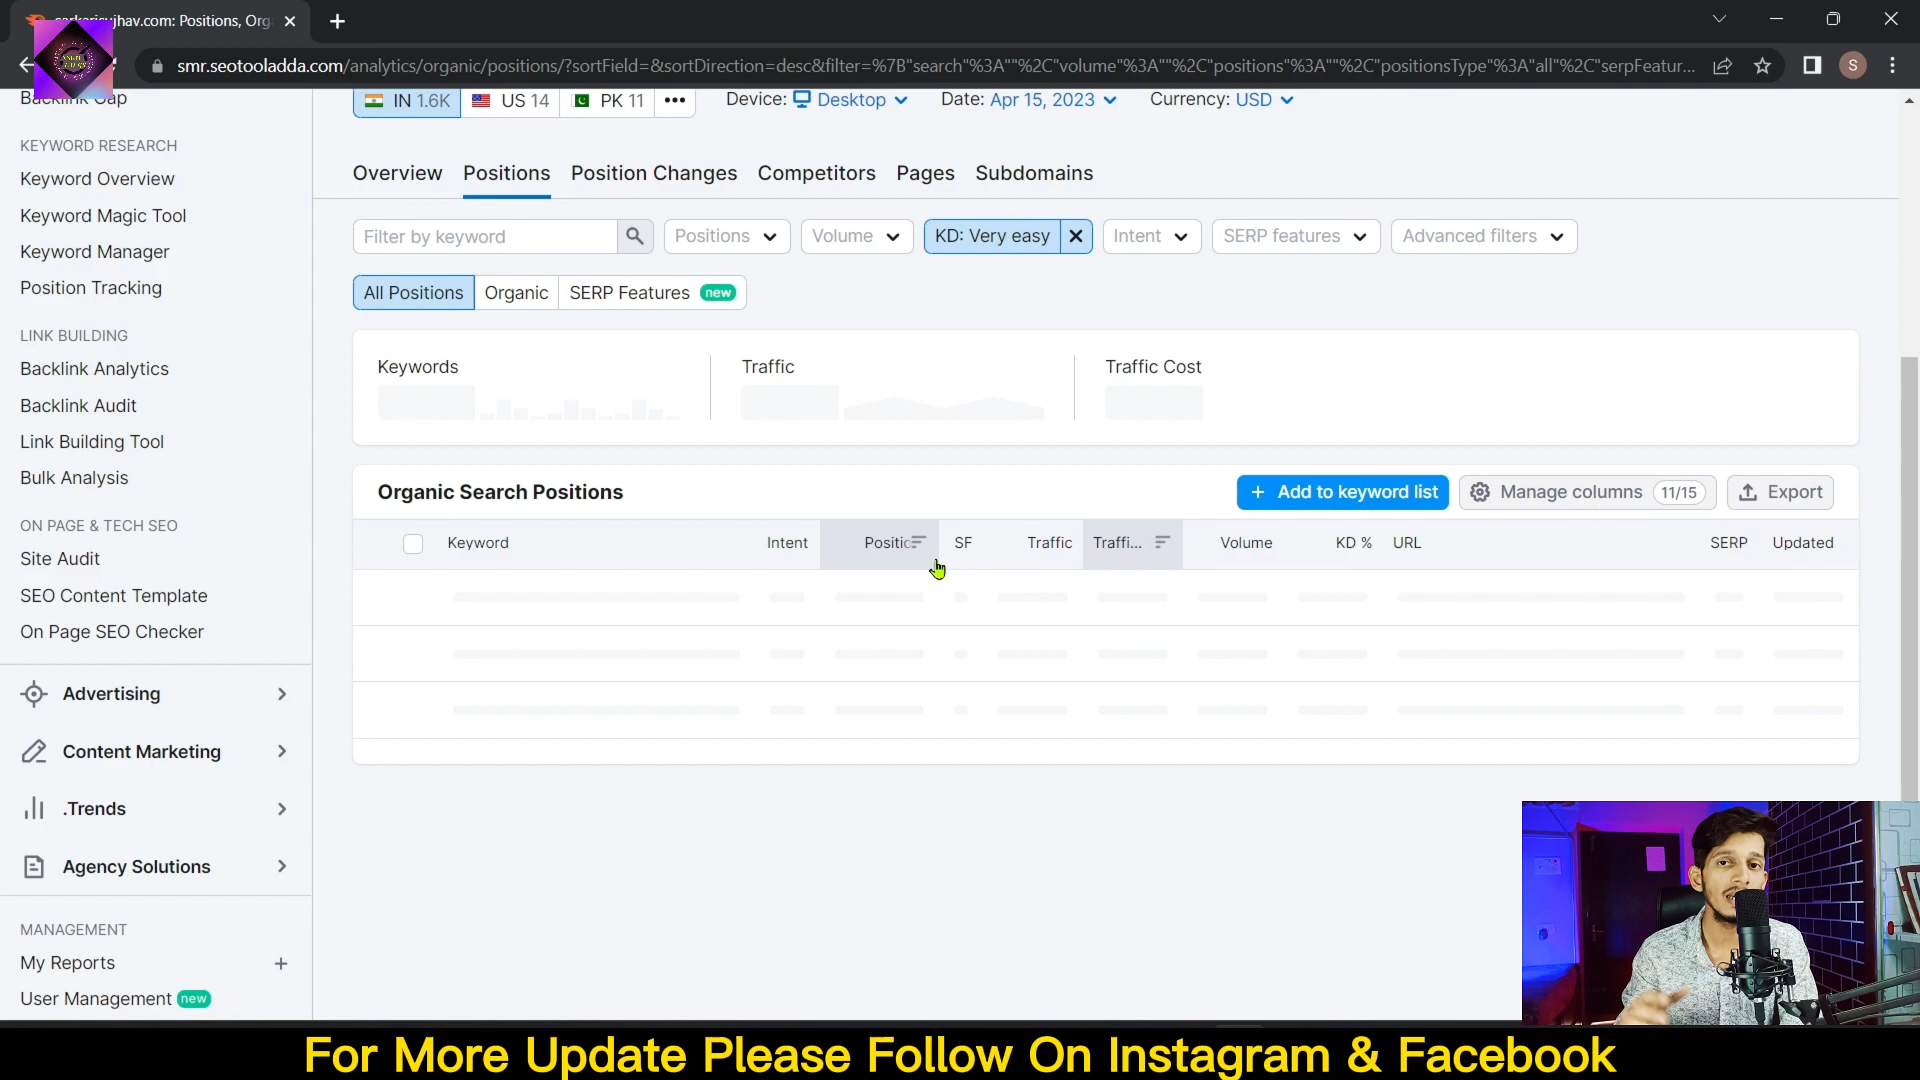 jhav.com: Positions, Org
smr.seotooladda.com/analytics/organic/positions/?sortField=&sortDirection=desc&filter=%7B"search"%3A""%2C"volume"%3A""%2C"positions"%3A""%2C"positionsType"%3A"all"%2C"serpFeatur...
S
Backlink Gap
KEYWORD RESEARCH
Keyword Overview
Keyword Magic Tool
Keyword Manager
Position Tracking
LINK BUILDING
Backlink Analytics
Backlink Audit
Link Building Tool
Bulk Analysis
ON PAGE & TECH SEO
Site Audit
SEO Content Template
On Page SEO Checker
Advertising
Content Marketing
.Trends
Agency Solutions
MANAGEMENT
My Reports
User Management new
IN 1.6K US 14 PK 11 Device: Desktop Date: Apr 15, 2023 Currency: USD
Overview Positions Position Changes Competitors Pages Subdomains
Filter by keyword Positions Volume KD: Very easy Intent SERP features Advanced filters
All Positions Organic SERP Features new
Keywords Traffic Traffic Cost
Organic Search Positions + Add to keyword list Manage columns 11/15 Export
Keyword Intent Positic SF Traffic Traffi... Volume KD % URL SERP Updated
For More Update Please Follow On Instagram & Facebook